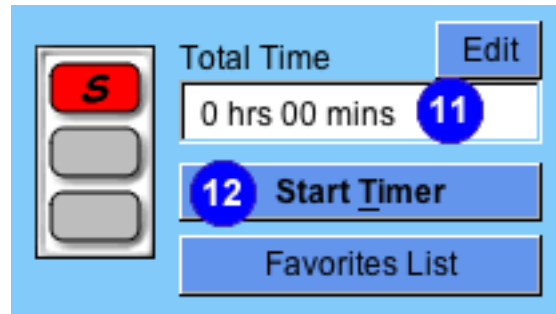 Total Time Edit
S
0 hrs 00 mins 11
12 Start Timer
Favorites List